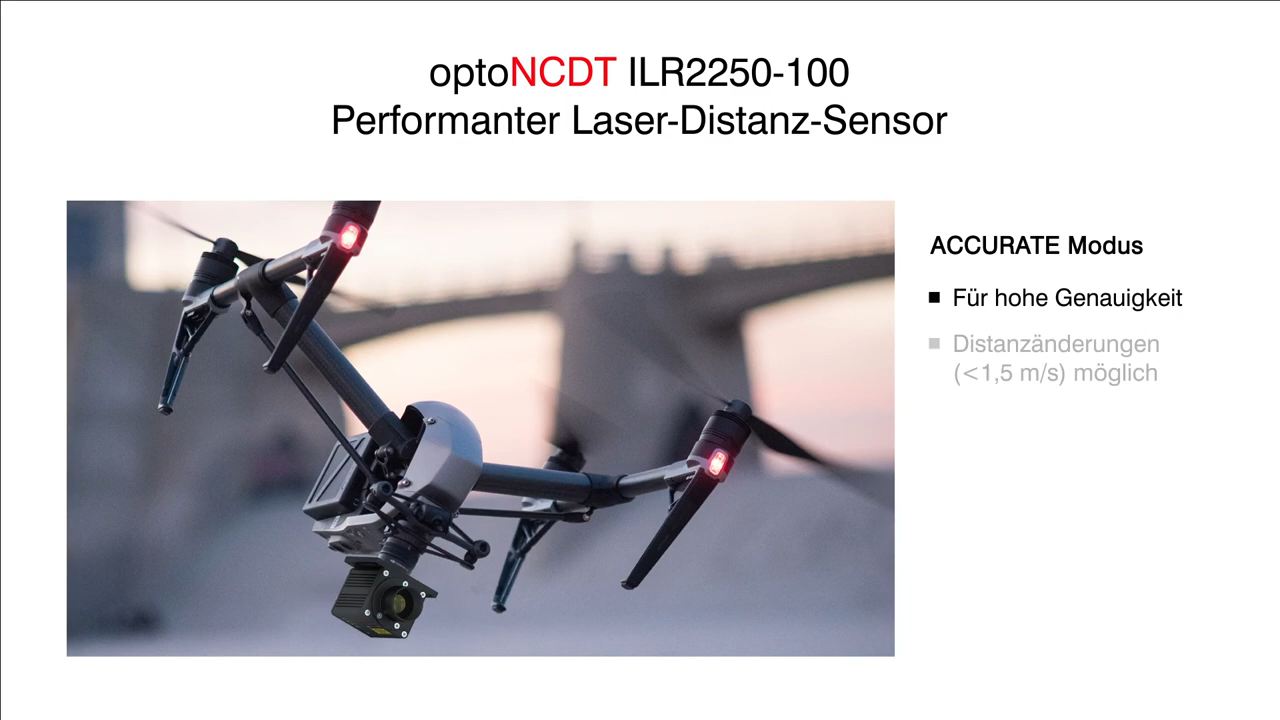 optoNCDT ILR2250-100
Performanter Laser-Distanz-Sensor
ACCURATE Modus
Für hohe Genauigkeit
Distanzänderungen
(<1,5 m/s) möglich